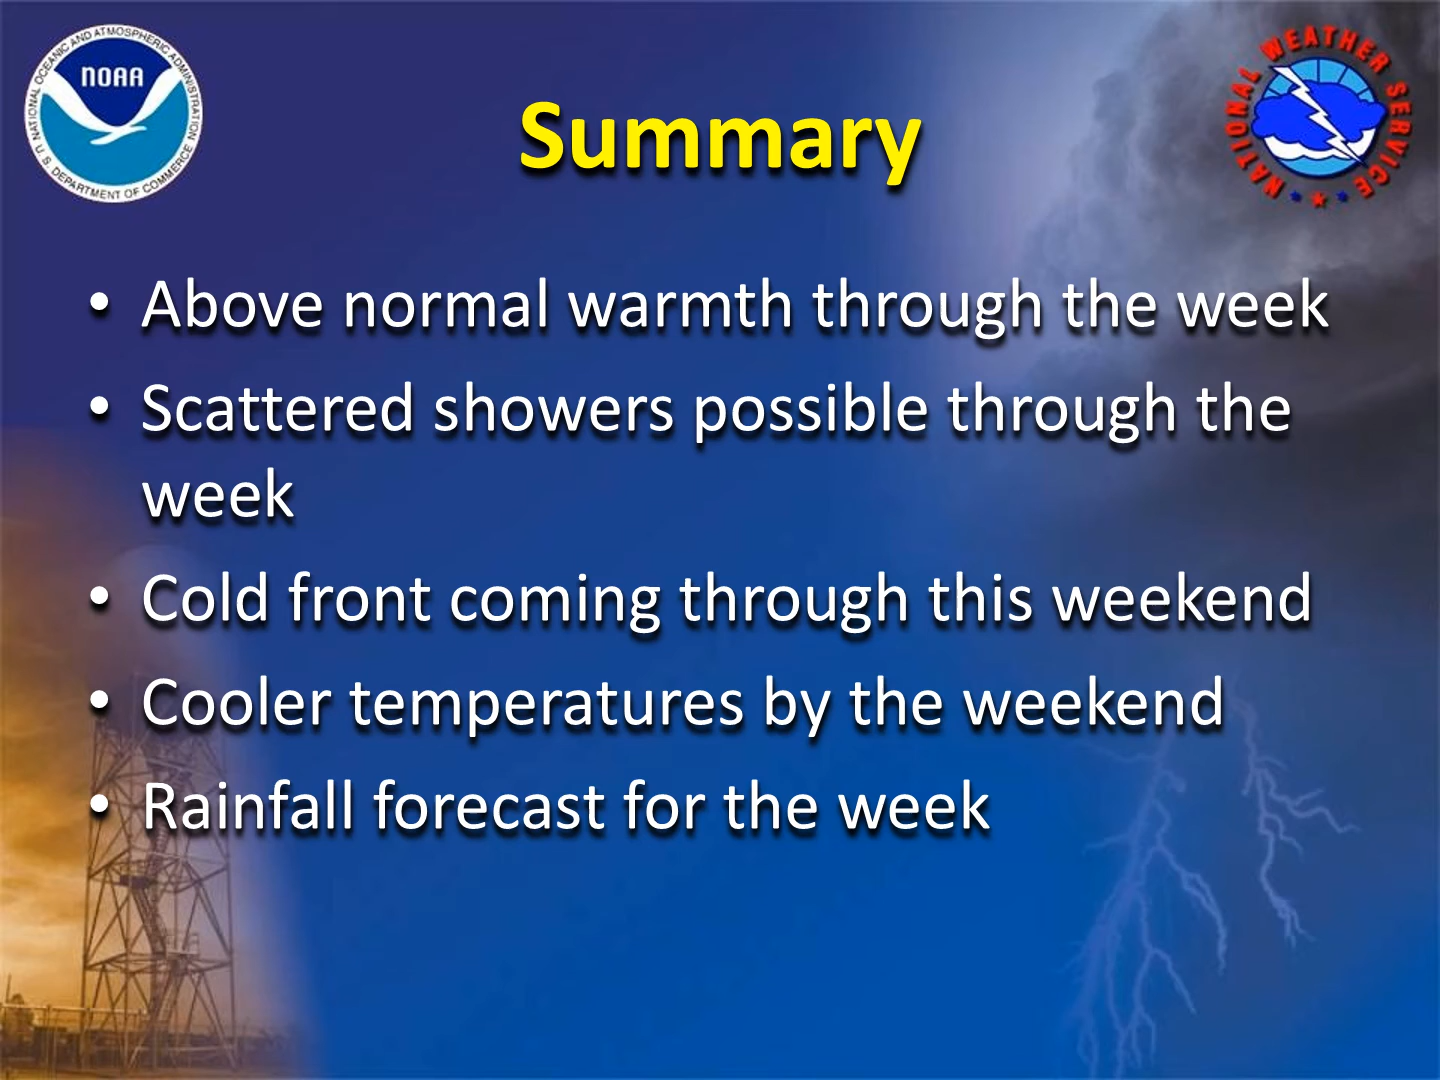 NATIONAL OCEANIC AND ATMOSPHERIC ADMINISTRATION
NOAA
U.S. DEPARTMENT OF COMMERCE
NATIONAL WEATHER SERVICE
Summary
• Above normal warmth through the week
• Scattered showers possible through the
week
• Cold front coming through this weekend
• Cooler temperatures by the weekend
• Rainfall forecast for the week